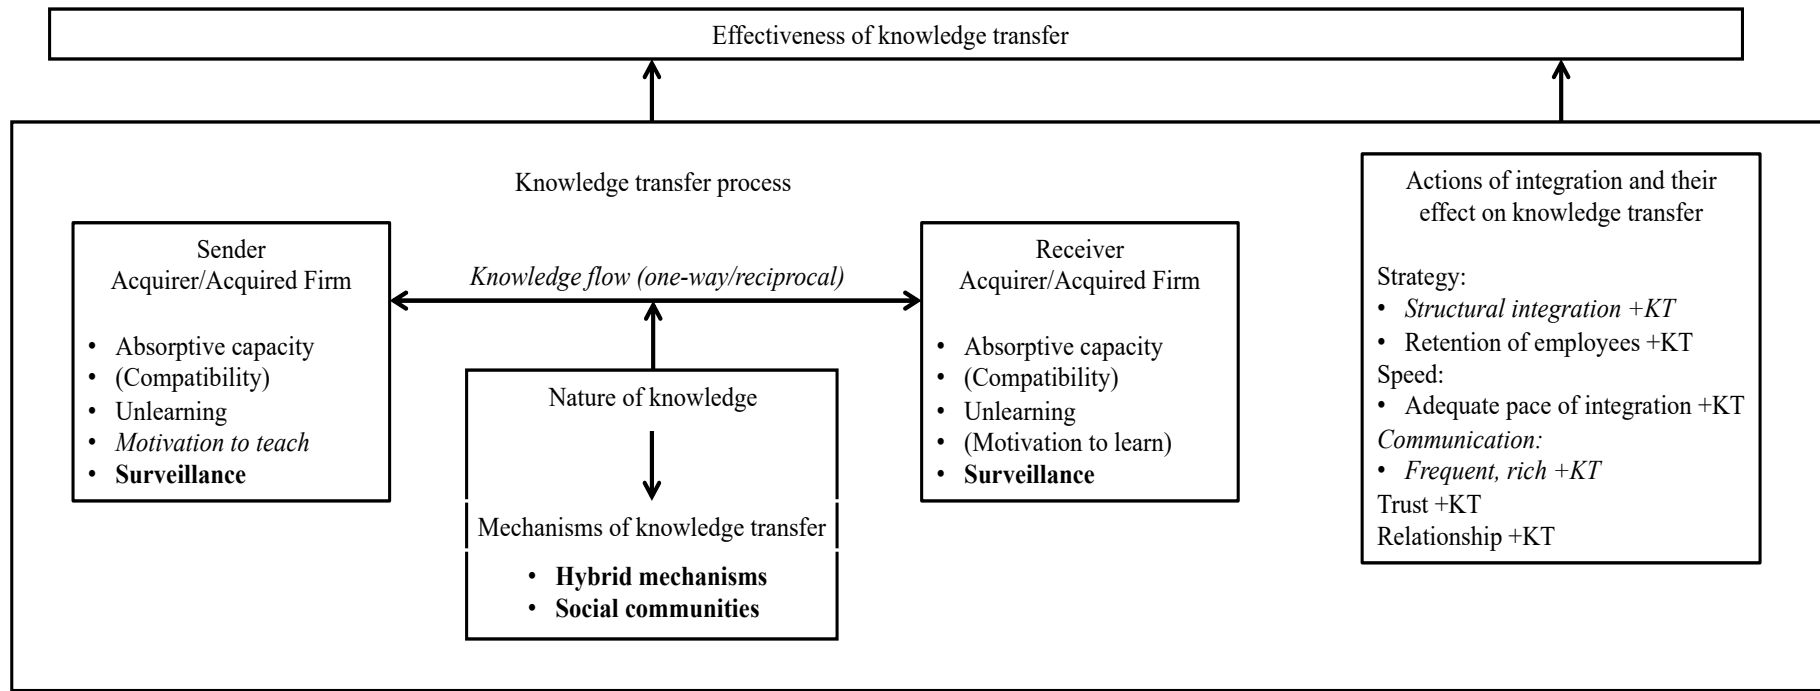 Effectiveness of knowledge transfer
Knowledge transfer process
Sender
Acquirer/Acquired Firm
• Absorptive capacity
• (Compatibility)
• Unlearning
• Motivation to teach
• Surveillance
Knowledge flow (one-way/reciprocal)
Nature of knowledge
Mechanisms of knowledge transfer
• Hybrid mechanisms
• Social communities
Receiver
Acquirer/Acquired Firm
• Absorptive capacity
• (Compatibility)
• Unlearning
• (Motivation to learn)
• Surveillance
Actions of integration and their
effect on knowledge transfer
Strategy:
• Structural integration +KT
• Retention of employees +KT
Speed:
• Adequate pace of integration +KT
Communication:
• Frequent, rich +KT
Trust +KT
Relationship +KT